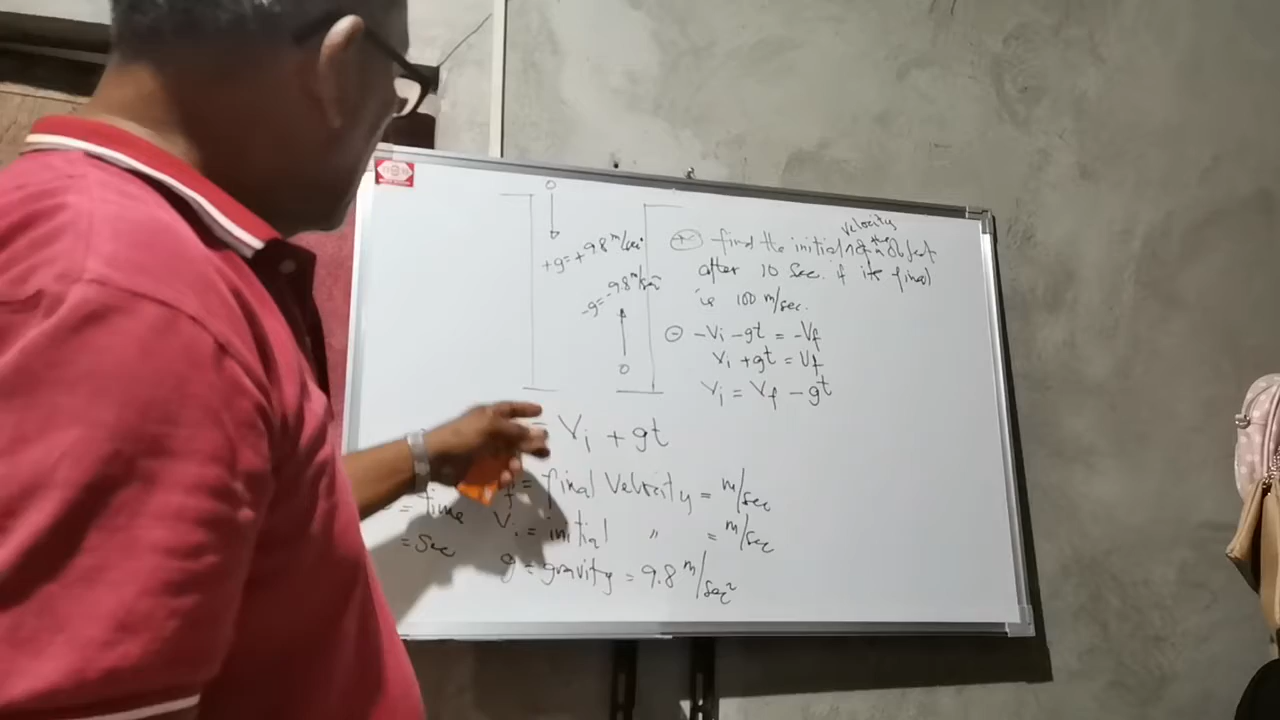 +g=+9.8 m/sec²
-g=-9.8 m/sec²
find the initial velocity of the object
after 10 sec. if its final
is 100 m/sec.
-Vi -gt = -Vf
Vi +gt = Vf
Vi = Vf - gt
= Vi + gt
f = final Velocity = m/sec
= time
Vi = initial " = m/sec
= Sec
g = gravity = 9.8 m/sec²